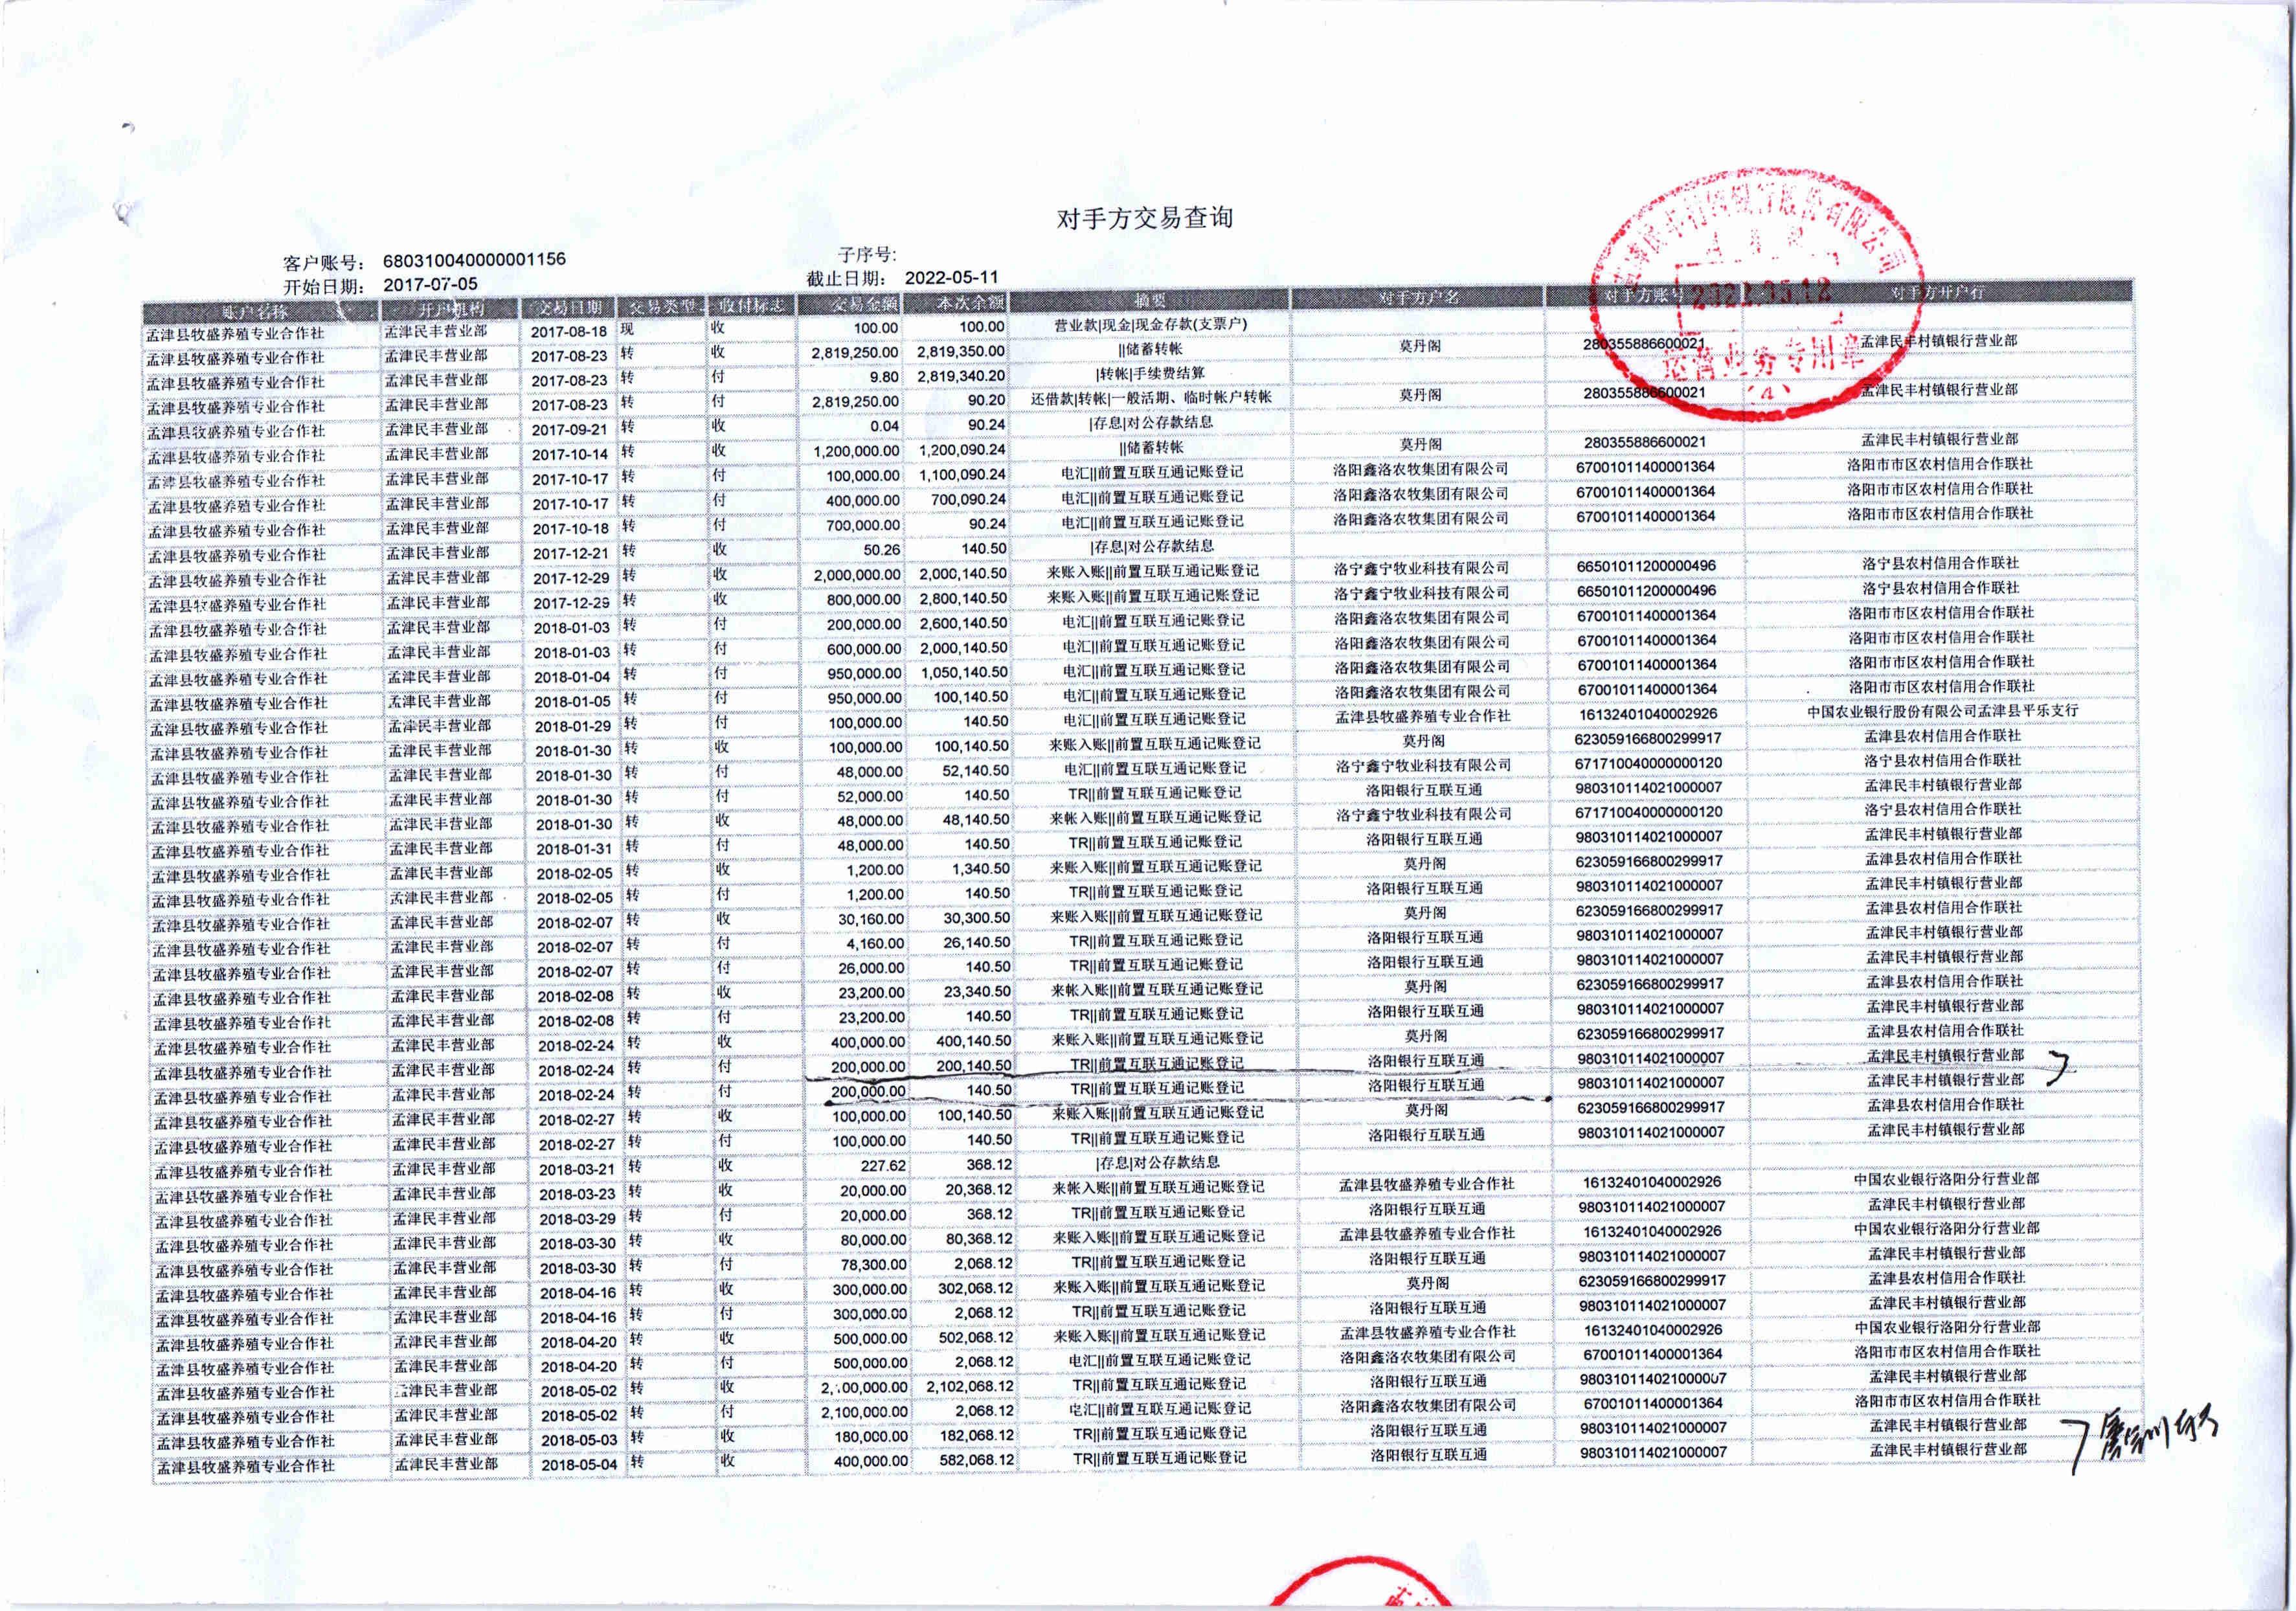 对手方交易查询
客户账号: 680310040000001156 子序号:
开始日期: 2017-07-05 截止日期: 2022-05-11
账户名称 开户机构 交易日期 交易类型 收付标志 交易金额 本次余额 摘要 对手方户名 对手方账号 对手方开户行
孟津县牧盛养殖专业合作社 孟津民丰营业部 2017-08-18 现 收 100.00 100.00 营业款|现金|现金存款(支票户)
孟津县牧盛养殖专业合作社 孟津民丰营业部 2017-08-23 转 收 2,819,250.00 2,819,350.00 ||储蓄转帐 莫丹阁 280355886600021 孟津民丰村镇银行营业部
孟津县牧盛养殖专业合作社 孟津民丰营业部 2017-08-23 转 付 9.80 2,819,340.20 |转帐|手续费结算
孟津县牧盛养殖专业合作社 孟津民丰营业部 2017-08-23 转 付 2,819,250.00 90.20 还借款|转帐|一般活期、临时帐户转帐 莫丹阁 280355886600021 孟津民丰村镇银行营业部
孟津县牧盛养殖专业合作社 孟津民丰营业部 2017-09-21 转 收 0.04 90.24 |存息|对公存款结息
孟津县牧盛养殖专业合作社 孟津民丰营业部 2017-10-14 转 收 1,200,000.00 1,200,090.24 ||储蓄转帐 莫丹阁 280355886600021 孟津民丰村镇银行营业部
孟津县牧盛养殖专业合作社 孟津民丰营业部 2017-10-17 转 付 100,000.00 1,100,090.24 电汇||前置互联互通记账登记 洛阳鑫洛农牧集团有限公司 67001011400001364 洛阳市市区农村信用合作联社
孟津县牧盛养殖专业合作社 孟津民丰营业部 2017-10-17 转 付 400,000.00 700,090.24 电汇||前置互联互通记账登记 洛阳鑫洛农牧集团有限公司 67001011400001364 洛阳市市区农村信用合作联社
孟津县牧盛养殖专业合作社 孟津民丰营业部 2017-10-18 转 付 700,000.00 90.24 电汇||前置互联互通记账登记 洛阳鑫洛农牧集团有限公司 67001011400001364 洛阳市市区农村信用合作联社
孟津县牧盛养殖专业合作社 孟津民丰营业部 2017-12-21 转 收 50.26 140.50 |存息|对公存款结息
孟津县牧盛养殖专业合作社 孟津民丰营业部 2017-12-29 转 收 2,000,000.00 2,000,140.50 来账入账||前置互联互通记账登记 洛宁鑫宁牧业科技有限公司 66501011200000496 洛宁县农村信用合作联社
孟津县牧盛养殖专业合作社 孟津民丰营业部 2017-12-29 转 收 800,000.00 2,800,140.50 来账入账||前置互联互通记账登记 洛宁鑫宁牧业科技有限公司 66501011200000496 洛宁县农村信用合作联社
孟津县牧盛养殖专业合作社 孟津民丰营业部 2018-01-03 转 付 200,000.00 2,600,140.50 电汇||前置互联互通记账登记 洛阳鑫洛农牧集团有限公司 67001011400001364 洛阳市市区农村信用合作联社
孟津县牧盛养殖专业合作社 孟津民丰营业部 2018-01-03 转 付 600,000.00 2,000,140.50 电汇||前置互联互通记账登记 洛阳鑫洛农牧集团有限公司 67001011400001364 洛阳市市区农村信用合作联社
孟津县牧盛养殖专业合作社 孟津民丰营业部 2018-01-04 转 付 950,000.00 1,050,140.50 电汇||前置互联互通记账登记 洛阳鑫洛农牧集团有限公司 67001011400001364 洛阳市市区农村信用合作联社
孟津县牧盛养殖专业合作社 孟津民丰营业部 2018-01-05 转 付 950,000.00 100,140.50 电汇||前置互联互通记账登记 洛阳鑫洛农牧集团有限公司 67001011400001364 洛阳市市区农村信用合作联社
孟津县牧盛养殖专业合作社 孟津民丰营业部 2018-01-29 转 付 100,000.00 140.50 电汇||前置互联互通记账登记 孟津县牧盛养殖专业合作社 16132401040002926 中国农业银行股份有限公司孟津县平乐支行
孟津县牧盛养殖专业合作社 孟津民丰营业部 2018-01-30 转 收 100,000.00 100,140.50 来账入账||前置互联互通记账登记 莫丹阁 623059166800299917 孟津县农村信用合作联社
孟津县牧盛养殖专业合作社 孟津民丰营业部 2018-01-30 转 付 48,000.00 52,140.50 电汇||前置互联互通记账登记 洛宁鑫宁牧业科技有限公司 671710040000000120 洛宁县农村信用合作联社
孟津县牧盛养殖专业合作社 孟津民丰营业部 2018-01-30 转 付 52,000.00 140.50 TR||前置互联互通记账登记 洛阳银行互联互通 980310114021000007 孟津民丰村镇银行营业部
孟津县牧盛养殖专业合作社 孟津民丰营业部 2018-01-30 转 收 48,000.00 48,140.50 来帐入账||前置互联互通记账登记 洛宁鑫宁牧业科技有限公司 671710040000000120 洛宁县农村信用合作联社
孟津县牧盛养殖专业合作社 孟津民丰营业部 2018-01-31 转 付 48,000.00 140.50 TR||前置互联互通记账登记 洛阳银行互联互通 980310114021000007 孟津民丰村镇银行营业部
孟津县牧盛养殖专业合作社 孟津民丰营业部 2018-02-05 转 收 1,200.00 1,340.50 来账入账||前置互联互通记账登记 莫丹阁 623059166800299917 孟津县农村信用合作联社
孟津县牧盛养殖专业合作社 孟津民丰营业部 2018-02-05 转 付 1,200.00 140.50 TR||前置互联互通记账登记 洛阳银行互联互通 980310114021000007 孟津民丰村镇银行营业部
孟津县牧盛养殖专业合作社 孟津民丰营业部 2018-02-07 转 收 30,160.00 30,300.50 来账入账||前置互联互通记账登记 莫丹阁 623059166800299917 孟津县农村信用合作联社
孟津县牧盛养殖专业合作社 孟津民丰营业部 2018-02-07 转 付 4,160.00 26,140.50 TR||前置互联互通记账登记 洛阳银行互联互通 980310114021000007 孟津民丰村镇银行营业部
孟津县牧盛养殖专业合作社 孟津民丰营业部 2018-02-07 转 付 26,000.00 140.50 TR||前置互联互通记账登记 洛阳银行互联互通 980310114021000007 孟津民丰村镇银行营业部
孟津县牧盛养殖专业合作社 孟津民丰营业部 2018-02-08 转 收 23,200.00 23,340.50 来帐入账||前置互联互通记账登记 莫丹阁 623059166800299917 孟津县农村信用合作联社
孟津县牧盛养殖专业合作社 孟津民丰营业部 2018-02-08 转 付 23,200.00 140.50 TR||前置互联互通记账登记 洛阳银行互联互通 980310114021000007 孟津民丰村镇银行营业部
孟津县牧盛养殖专业合作社 孟津民丰营业部 2018-02-24 转 收 400,000.00 400,140.50 来账入账||前置互联互通记账登记 莫丹阁 623059166800299917 孟津县农村信用合作联社
孟津县牧盛养殖专业合作社 孟津民丰营业部 2018-02-24 转 付 200,000.00 200,140.50 TR||前置互联互通记账登记 洛阳银行互联互通 980310114021000007 孟津民丰村镇银行营业部
孟津县牧盛养殖专业合作社 孟津民丰营业部 2018-02-24 转 付 200,000.00 140.50 TR||前置互联互通记账登记 洛阳银行互联互通 980310114021000007 孟津民丰村镇银行营业部
孟津县牧盛养殖专业合作社 孟津民丰营业部 2018-02-27 转 收 100,000.00 100,140.50 来账入账||前置互联互通记账登记 莫丹阁 623059166800299917 孟津县农村信用合作联社
孟津县牧盛养殖专业合作社 孟津民丰营业部 2018-02-27 转 付 100,000.00 140.50 TR||前置互联互通记账登记 洛阳银行互联互通 980310114021000007 孟津民丰村镇银行营业部
孟津县牧盛养殖专业合作社 孟津民丰营业部 2018-03-21 转 收 227.62 368.12 |存息|对公存款结息
孟津县牧盛养殖专业合作社 孟津民丰营业部 2018-03-23 转 收 20,000.00 20,368.12 来帐入账||前置互联互通记账登记 孟津县牧盛养殖专业合作社 16132401040002926 中国农业银行洛阳分行营业部
孟津县牧盛养殖专业合作社 孟津民丰营业部 2018-03-29 转 付 20,000.00 368.12 TR||前置互联互通记账登记 洛阳银行互联互通 980310114021000007 孟津民丰村镇银行营业部
孟津县牧盛养殖专业合作社 孟津民丰营业部 2018-03-30 转 收 80,000.00 80,368.12 来账入账||前置互联互通记账登记 孟津县牧盛养殖专业合作社 16132401040002926 中国农业银行洛阳分行营业部
孟津县牧盛养殖专业合作社 孟津民丰营业部 2018-03-30 转 付 78,300.00 2,068.12 TR||前置互联互通记账登记 洛阳银行互联互通 980310114021000007 孟津民丰村镇银行营业部
孟津县牧盛养殖专业合作社 孟津民丰营业部 2018-04-16 转 收 300,000.00 302,068.12 来账入账||前置互联互通记账登记 莫丹阁 623059166800299917 孟津县农村信用合作联社
孟津县牧盛养殖专业合作社 孟津民丰营业部 2018-04-16 转 付 300,000.00 2,068.12 TR||前置互联互通记账登记 洛阳银行互联互通 980310114021000007 孟津民丰村镇银行营业部
孟津县牧盛养殖专业合作社 孟津民丰营业部 2018-04-20 转 收 500,000.00 502,068.12 来账入账||前置互联互通记账登记 孟津县牧盛养殖专业合作社 16132401040002926 中国农业银行洛阳分行营业部
孟津县牧盛养殖专业合作社 孟津民丰营业部 2018-04-20 转 付 500,000.00 2,068.12 电汇||前置互联互通记账登记 洛阳鑫洛农牧集团有限公司 67001011400001364 洛阳市市区农村信用合作联社
孟津县牧盛养殖专业合作社 孟津民丰营业部 2018-05-02 转 收 2,100,000.00 2,102,068.12 TR||前置互联互通记账登记 洛阳银行互联互通 980310114021000007 孟津民丰村镇银行营业部
孟津县牧盛养殖专业合作社 孟津民丰营业部 2018-05-02 转 付 2,100,000.00 2,068.12 电汇||前置互联互通记账登记 洛阳鑫洛农牧集团有限公司 67001011400001364 洛阳市市区农村信用合作联社
孟津县牧盛养殖专业合作社 孟津民丰营业部 2018-05-03 转 收 180,000.00 182,068.12 TR||前置互联互通记账登记 洛阳银行互联互通 980310114021000007 孟津民丰村镇银行营业部
孟津县牧盛养殖专业合作社 孟津民丰营业部 2018-05-04 转 收 400,000.00 582,068.12 TR||前置互联互通记账登记 洛阳银行互联互通 980310114021000007 孟津民丰村镇银行营业部
2022.05.12
运营业务专用章
(4)